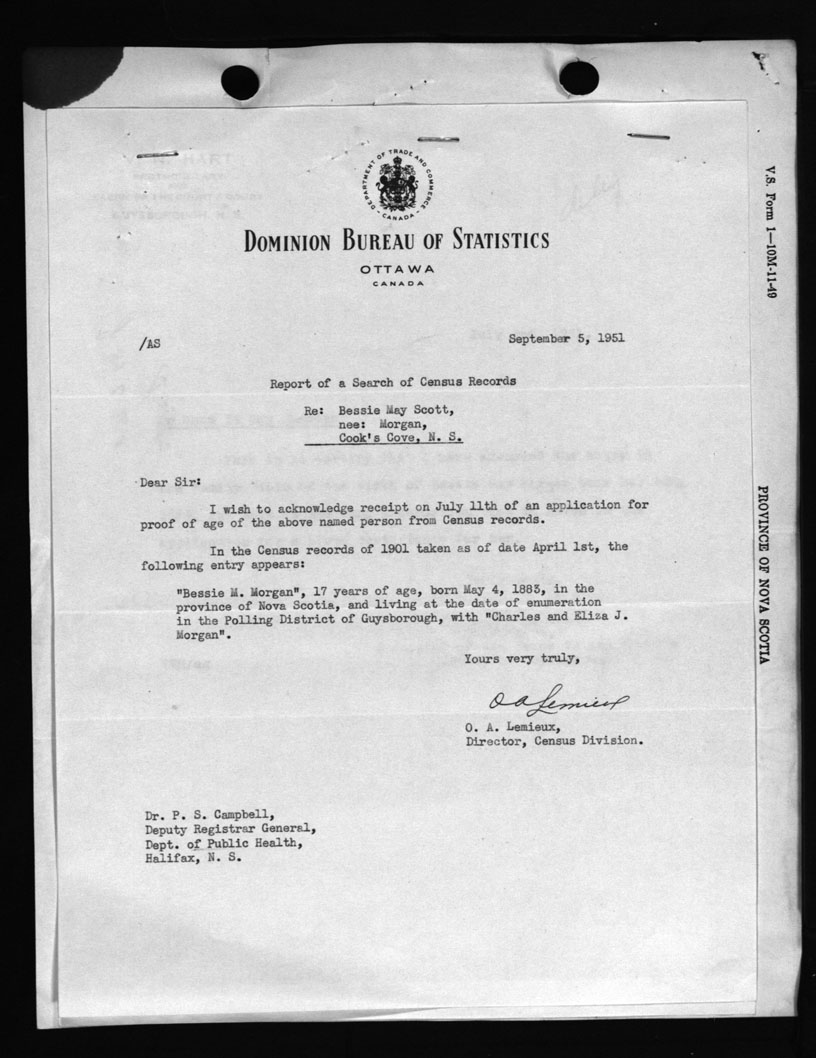 DEPARTMENT OF TRADE AND COMMERCE
- CANADA -
DOMINION BUREAU OF STATISTICS
OTTAWA
CANADA
/AS
September 5, 1951
Report of a Search of Census Records
Re: Bessie May Scott,
nee: Morgan,
Cook's Cove, N. S.
Dear Sir:
I wish to acknowledge receipt on July 11th of an application for
proof of age of the above named person from Census records.
In the Census records of 1901 taken as of date April 1st, the
following entry appears:
"Bessie M. Morgan", 17 years of age, born May 4, 1883, in the
province of Nova Scotia, and living at the date of enumeration
in the Polling District of Guysborough, with "Charles and Eliza J.
Morgan".
Yours very truly,
O A Lemieux
O. A. Lemieux,
Director, Census Division.
Dr. P. S. Campbell,
Deputy Registrar General,
Dept. of Public Health,
Halifax, N. S.
V.S. Form 1—10M-11-49
PROVINCE OF NOVA SCOTIA